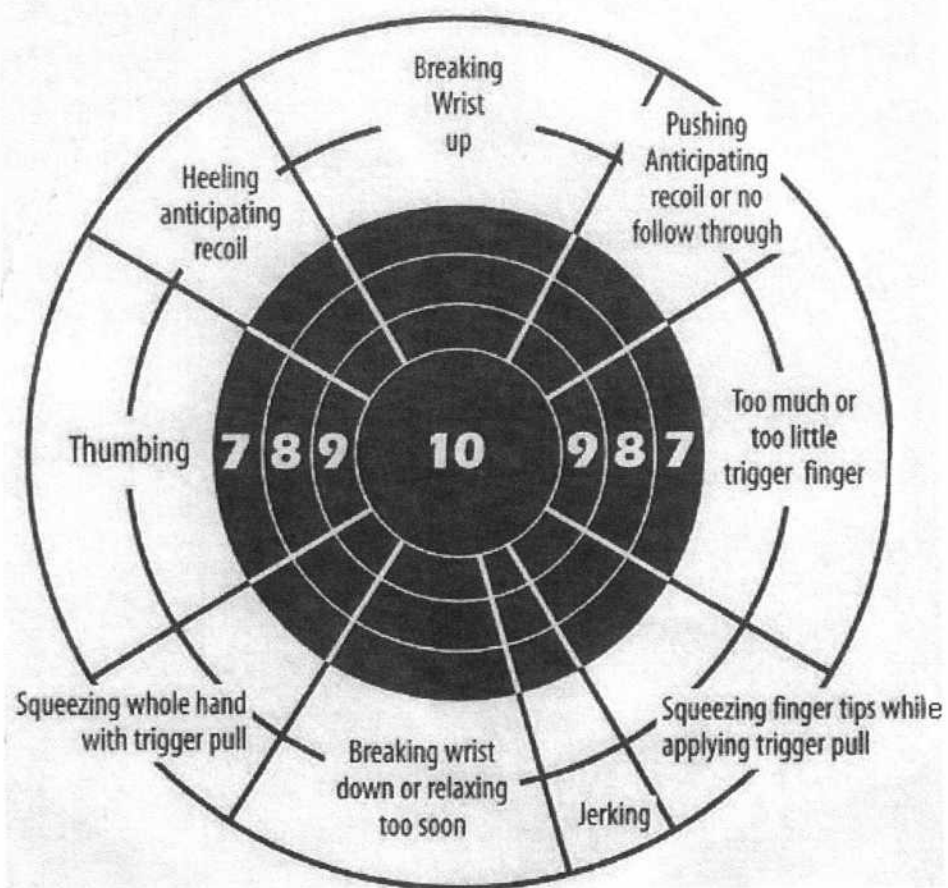 Breaking
Wrist
up
Pushing
Anticipating
recoil or no
follow through
Heeling
anticipating
recoil
Thumbing
7 8 9 10 9 8 7
Too much or
too little
trigger finger
Squeezing whole hand
with trigger pull
Breaking wrist
down or relaxing
too soon
Jerking
Squeezing finger tips while
applying trigger pull